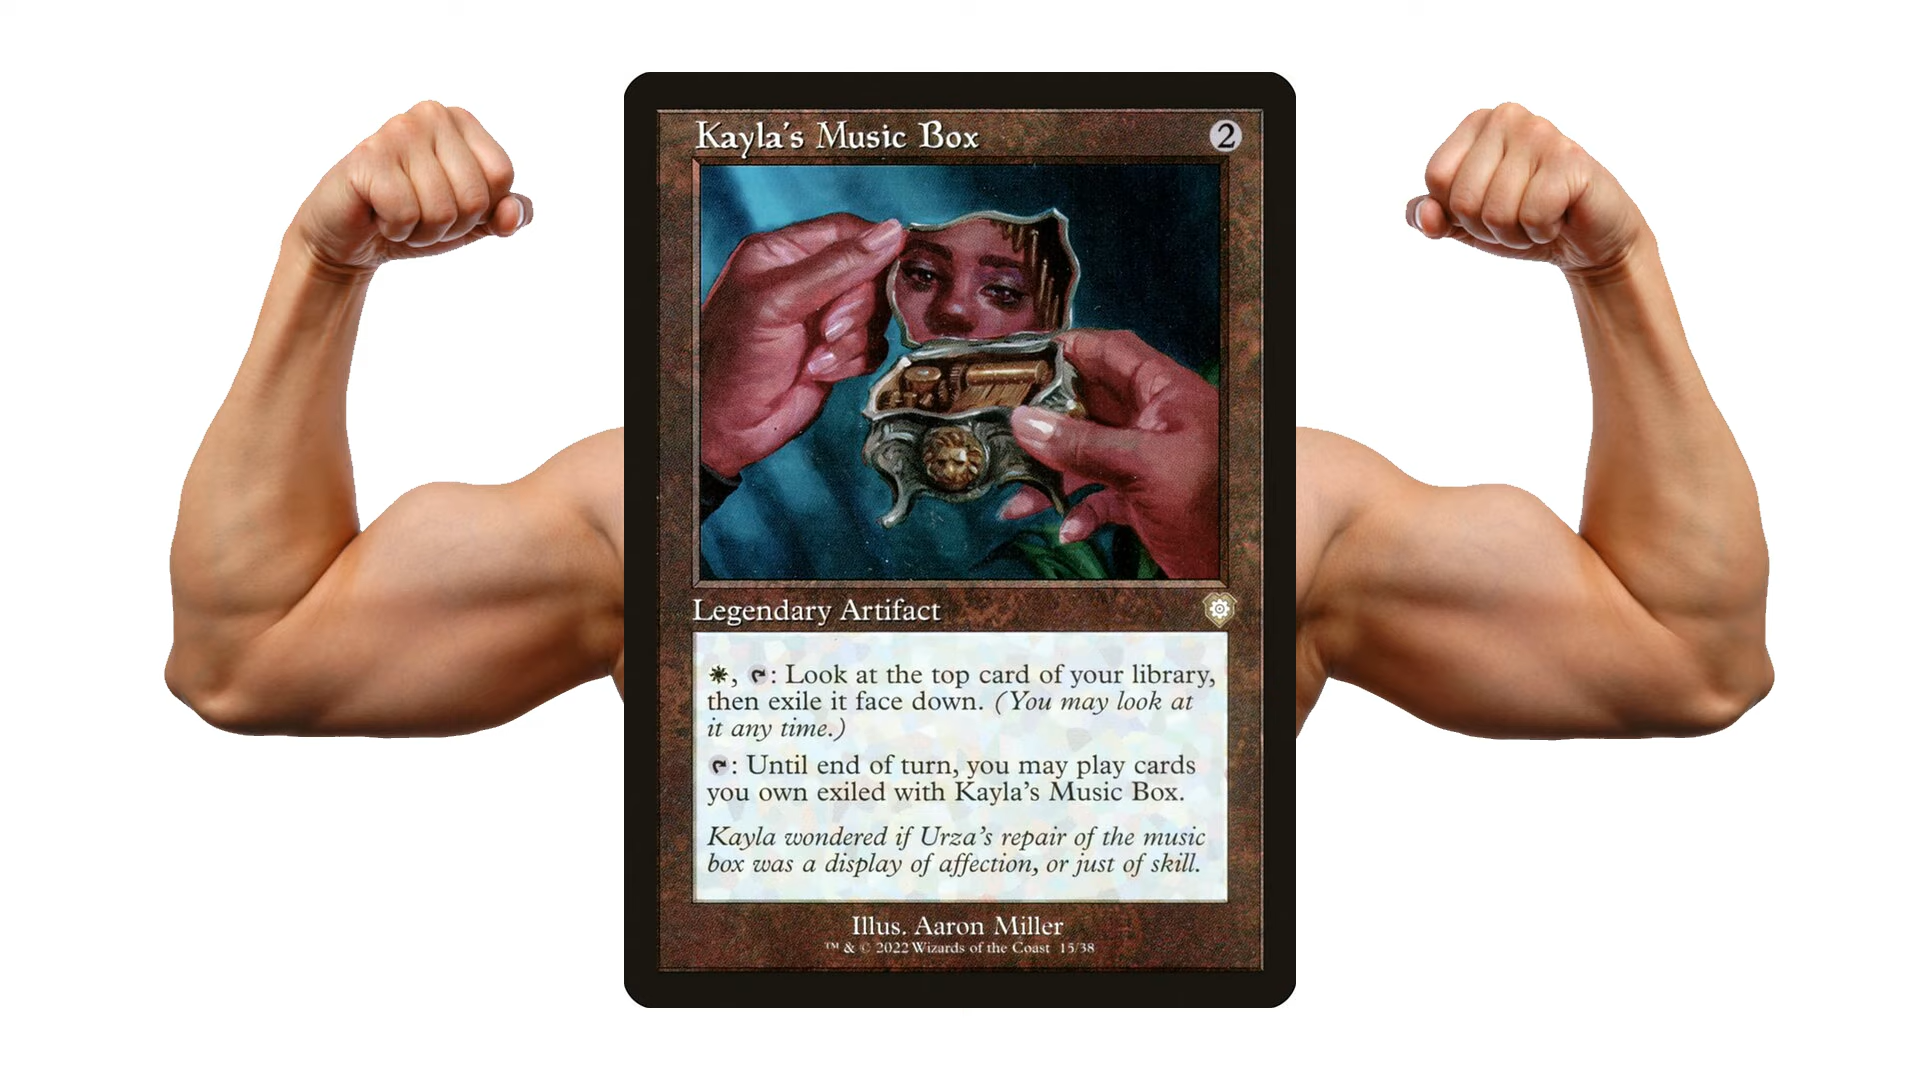 Kayla's Music Box 2
Legendary Artifact
, : Look at the top card of your library,
then exile it face down. (You may look at
it any time.)
: Until end of turn, you may play cards
you own exiled with Kayla's Music Box.
Kayla wondered if Urza's repair of the music
box was a display of affection, or just of skill.
Illus. Aaron Miller
™ & © 2022 Wizards of the Coast 15/38